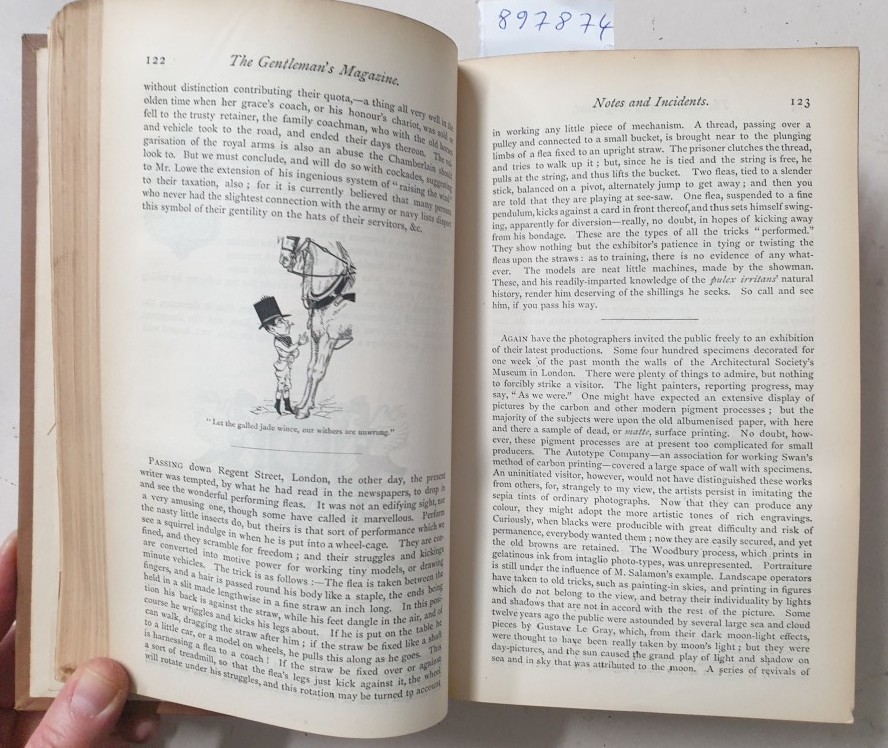 897874
122
The Gentleman's Magazine.
without distinction contributing their quota,—a thing all very well in the
olden time when her grace's coach, or his honour's chariot, was sold or
fell to the trusty retainer, the family coachman, who with the old horses
and vehicle took to the road, and ended their days thereon. The vul-
garisation of the royal arms is also an abuse the Chamberlain should
look to. But we must conclude, and will do so with cockades, suggesting
to Mr. Lowe the extension of his ingenious system of "raising the wind"
to their taxation, also; for it is currently believed that many persons
who never had the slightest connection with the army or navy lists display
this symbol of their gentility on the hats of their servitors, &c.
"Let the galled jade wince, our withers are unwrung."
PASSING down Regent Street, London, the other day, the present
writer was tempted, by what he had read in the newspapers, to drop in
and see the wonderful performing fleas. It was not an edifying sight, nor
a very amusing one, though some have called it marvellous. Perform
the nasty little insects do, but theirs is that sort of performance which we
see a squirrel indulge in when he is put into a wheel-cage. They are con-
fined, and they scramble for freedom; and their struggles and kickings
are converted into motive power for working tiny models, or drawing
minute vehicles. The trick is as follows:—The flea is taken between the
fingers, and a hair is passed round his body like a staple, the ends being
held in a slit made lengthwise in a fine straw an inch long. In this posi-
tion his back is against the straw, while his feet dangle in the air, and of
course he wriggles and kicks his legs about. If he is put on the table he
can walk, dragging the straw after him; if the straw be fixed like a shaft
to a little car, or a model on wheels, he pulls this along as he goes. This
is harnessing a flea to a coach! If the straw be fixed over or against
a sort of treadmill, so that the flea's legs just kick against it, the wheel
will rotate under his struggles, and this rotation may be turned to account
Notes and Incidents.
123
in working any little piece of mechanism. A thread, passing over a
pulley and connected to a small bucket, is brought near to the plunging
limbs of a flea fixed to an upright straw. The prisoner clutches the thread,
and tries to walk up it; but, since he is tied and the string is free, he
pulls at the string, and thus lifts the bucket. Two fleas, tied to a slender
stick, balanced on a pivot, alternately jump to get away; and then you
are told that they are playing at see-saw. One flea, suspended to a fine
pendulum, kicks against a card in front thereof, and thus sets himself swing-
ing, apparently for diversion—really, no doubt, in hopes of kicking away
from his bondage. These are the types of all the tricks "performed."
They show nothing but the exhibitor's patience in tying or twisting the
fleas upon the straws: as to training, there is no evidence of any what-
ever. The models are neat little machines, made by the showman.
These, and his readily-imparted knowledge of the pulex irritans' natural
history, render him deserving of the shillings he seeks. So call and see
him, if you pass his way.
AGAIN have the photographers invited the public freely to an exhibition
of their latest productions. Some four hundred specimens decorated for
one week of the past month the walls of the Architectural Society's
Museum in London. There were plenty of things to admire, but nothing
to forcibly strike a visitor. The light painters, reporting progress, may
say, "As we were." One might have expected an extensive display of
pictures by the carbon and other modern pigment processes; but the
majority of the subjects were upon the old albumenised paper, with here
and there a sample of dead, or matte, surface printing. No doubt, how-
ever, these pigment processes are at present too complicated for small
producers. The Autotype Company—an association for working Swan's
method of carbon printing—covered a large space of wall with specimens.
An uninitiated visitor, however, would not have distinguished these works
from others, for, strangely to my view, the artists persist in imitating the
sepia tints of ordinary photographs. Now that they can produce any
colour, they might adopt the more artistic tones of rich engravings.
Curiously, when blacks were producible with great difficulty and risk of
permanence, everybody wanted them; now they are easily secured, and yet
the old browns are retained. The Woodbury process, which prints in
gelatinous ink from intaglio photo-types, was unrepresented. Portraiture
is still under the influence of M. Salamon's example. Landscape operators
have taken to old tricks, such as painting-in skies, and printing in figures
which do not belong to the view, and betray their individuality by lights
and shadows that are not in accord with the rest of the picture. Some
twelve years ago the public were astounded by several large sea and cloud
pieces by Gustave Le Gray, which, from their dark moon-light effects,
were thought to have been really taken by moon's light; but they were
day-pictures, and the sun caused the grand play of light and shadow on
sea and in sky that was attributed to the moon. A series of revivals of